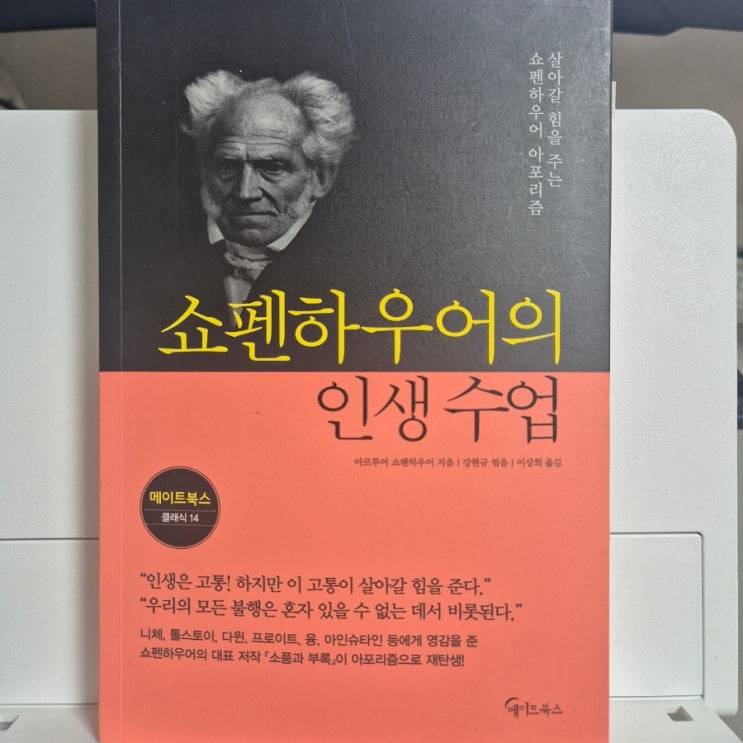 살아갈 힘을 주는
쇼펜하우어 아포리즘
쇼펜하우어의
인생 수업
아르투어 쇼펜하우어 지음 | 강현규 엮음 | 이상희 옮김
메이트북스
클래식 14
“인생은 고통! 하지만 이 고통이 살아갈 힘을 준다.”
“우리의 모든 불행은 혼자 있을 수 없는 데서 비롯된다.”
니체, 톨스토이, 다윈, 프로이트, 융, 아인슈타인 등에게 영감을 준
쇼펜하우어의 대표 저작 『소품과 부록』이 아포리즘으로 재탄생!
메이트북스